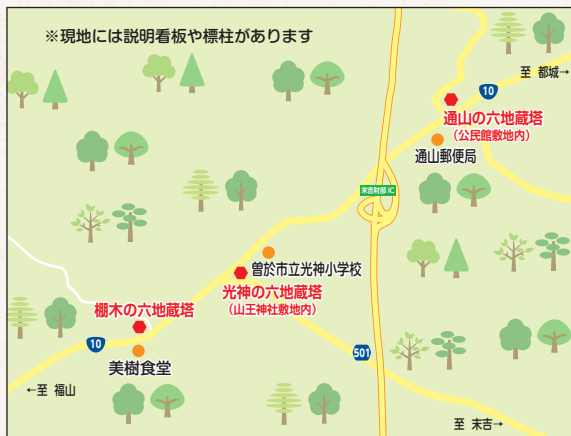 ※現地には説明看板や標柱があります
至 都城→
10
通山の六地蔵塔
（公民館敷地内）
通山郵便局
末吉財部 IC
曽於市立光神小学校
光神の六地蔵塔
（山王神社敷地内）
棚木の六地蔵塔
10
美樹食堂
501
←至 福山
至 末吉→